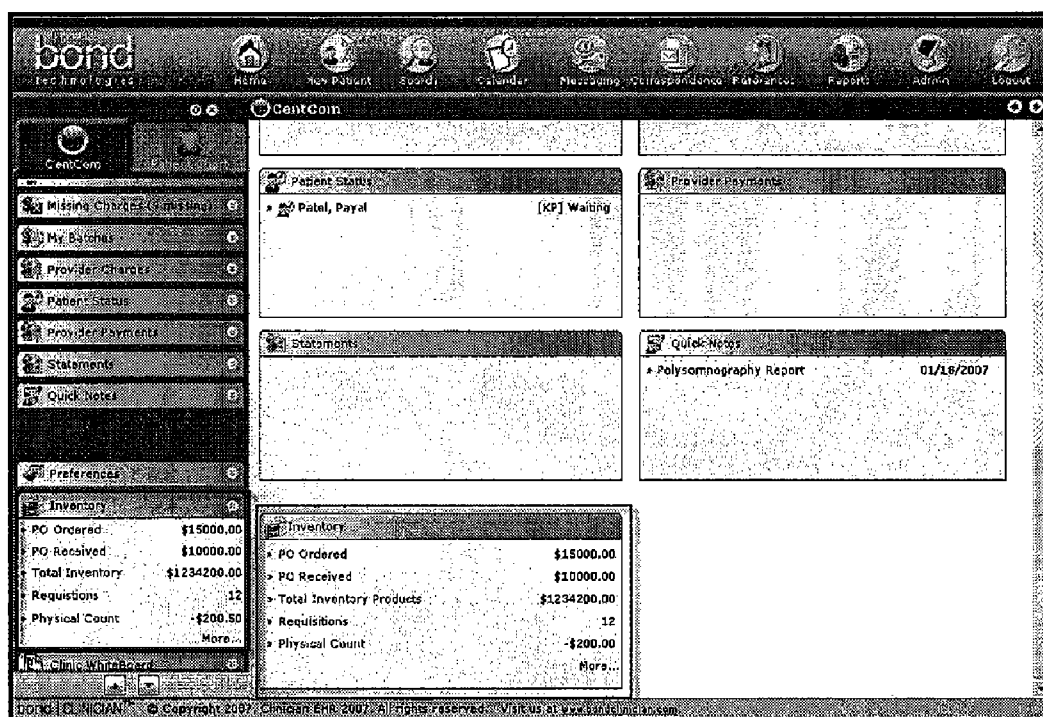 bond
technologies
Home New Patient Search Calendar Messaging Correspondence References Reports Admin Logout
CentCom
CentCom
Missing Charges
My Batches
Provider Charges
Patient Status
Provider Payments
Statements
Quick Notes
Preferences
Inventory
PO Ordered $15000.00
PO Received $10000.00
Total Inventory $1234200.00
Requistions 12
Physical Count -$200.50
More...
Clinic WhiteBoard
Patient Status
Patel, Payal [KP] Waiting
Provider Payments
Statements
Quick Notes
Polysomnography Report 01/18/2007
Inventory
PO Ordered $15000.00
PO Received $10000.00
Total Inventory Products $1234200.00
Requisitions 12
Physical Count -$200.00
More...
BOND CLINICIAN™ © Copyright 2007, Clinician EHR 2007. All rights reserved. Visit us at www.bondclinician.com